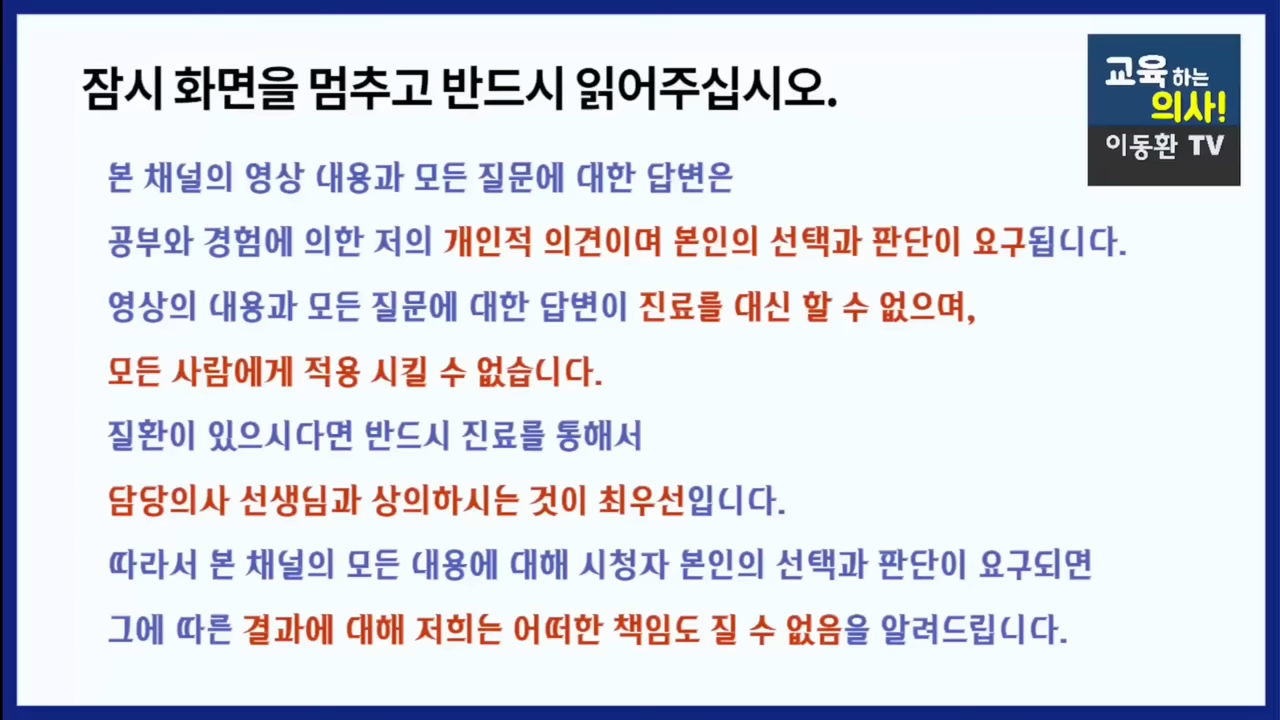 잠시 화면을 멈추고 반드시 읽어주십시오.
교육하는
의사!
이동환 TV
본 채널의 영상 내용과 모든 질문에 대한 답변은
공부와 경험에 의한 저의 개인적 의견이며 본인의 선택과 판단이 요구됩니다.
영상의 내용과 모든 질문에 대한 답변이 진료를 대신 할 수 없으며,
모든 사람에게 적용 시킬 수 없습니다.
질환이 있으시다면 반드시 진료를 통해서
담당의사 선생님과 상의하시는 것이 최우선입니다.
따라서 본 채널의 모든 내용에 대해 시청자 본인의 선택과 판단이 요구되면
그에 따른 결과에 대해 저희는 어떠한 책임도 질 수 없음을 알려드립니다.